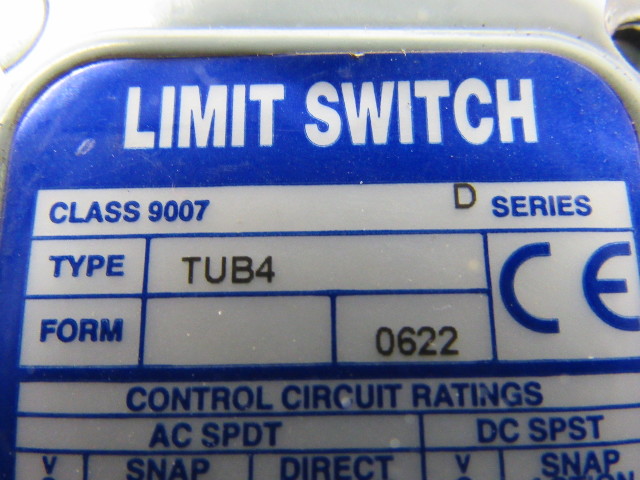 LIMIT SWITCH
CLASS 9007 D SERIES
TYPE TUB4
CE
FORM 0622
CONTROL CIRCUIT RATINGS
AC SPDT DC SPST
V SNAP DIRECT V SNAP